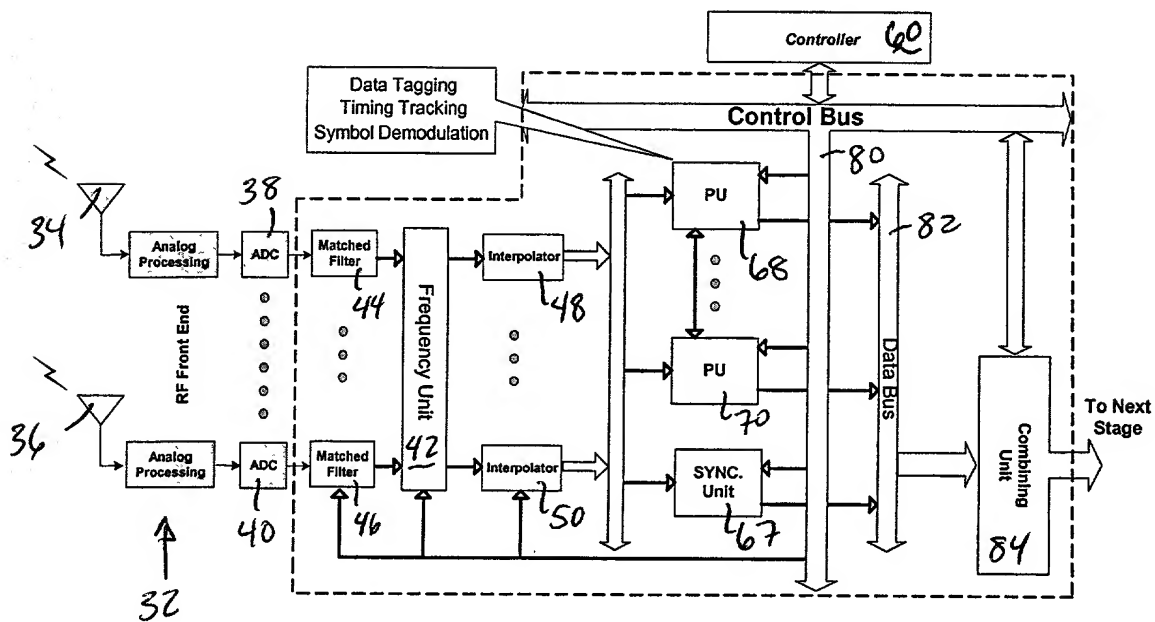 Controller 60
Data Tagging
Timing Tracking
Symbol Demodulation
Control Bus
80
34
38
Analog
Processing
ADC
Matched
Filter
44
Frequency Unit
42
Interpolator
48
PU
68
82
RF Front End
PU
70
Data Bus
36
Analog
Processing
ADC
40
Matched
Filter
46
Interpolator
50
SYNC.
Unit
67
Combining
Unit
84
To Next
Stage
32